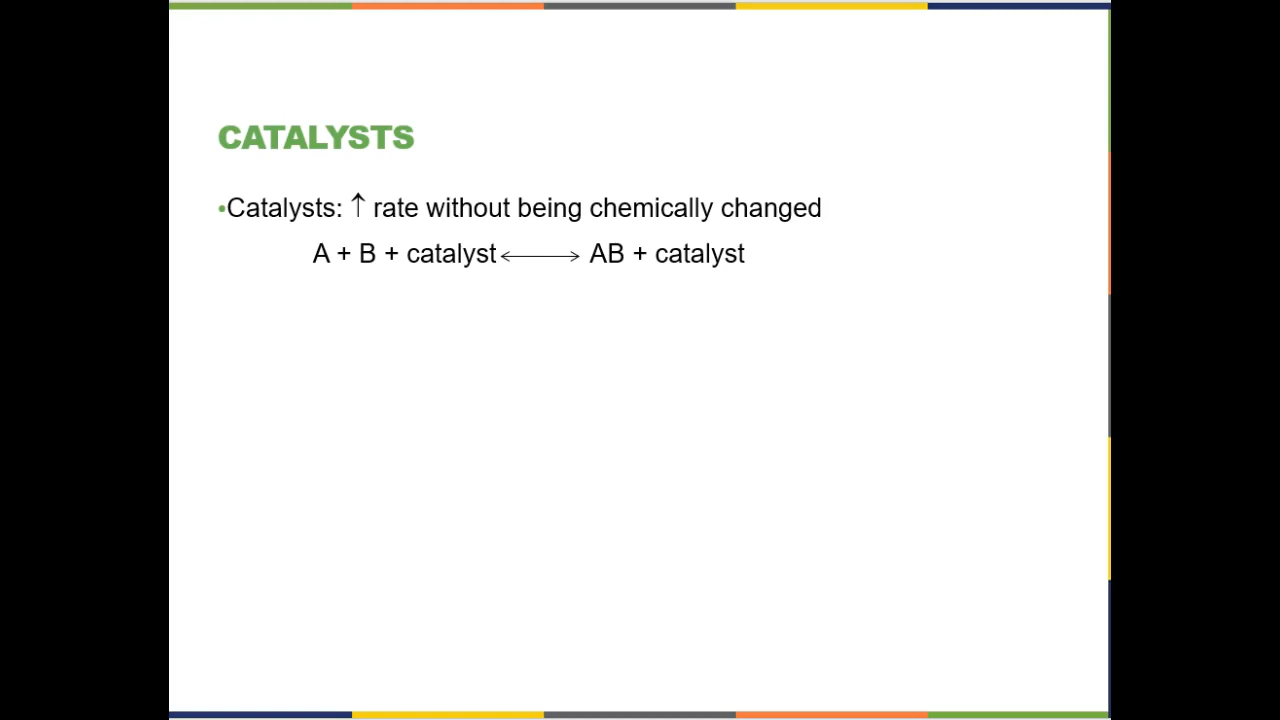 CATALYSTS
•Catalysts: ↑ rate without being chemically changed
A + B + catalyst ⟷ AB + catalyst